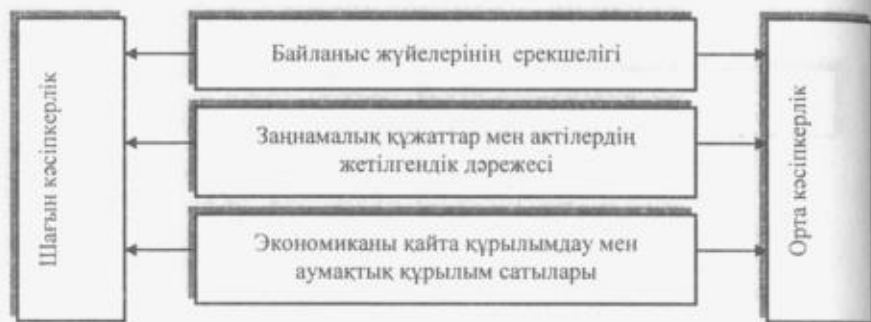 Шағын кәсіпкерлік
Байланыс жүйелерінің ерекшелігі
Заңнамалық құжаттар мен актілердің
жетілгендік дәрежесі
Экономиканы қайта құрылымдау мен
аумақтық құрылым сатылары
Орта кәсіпкерлік